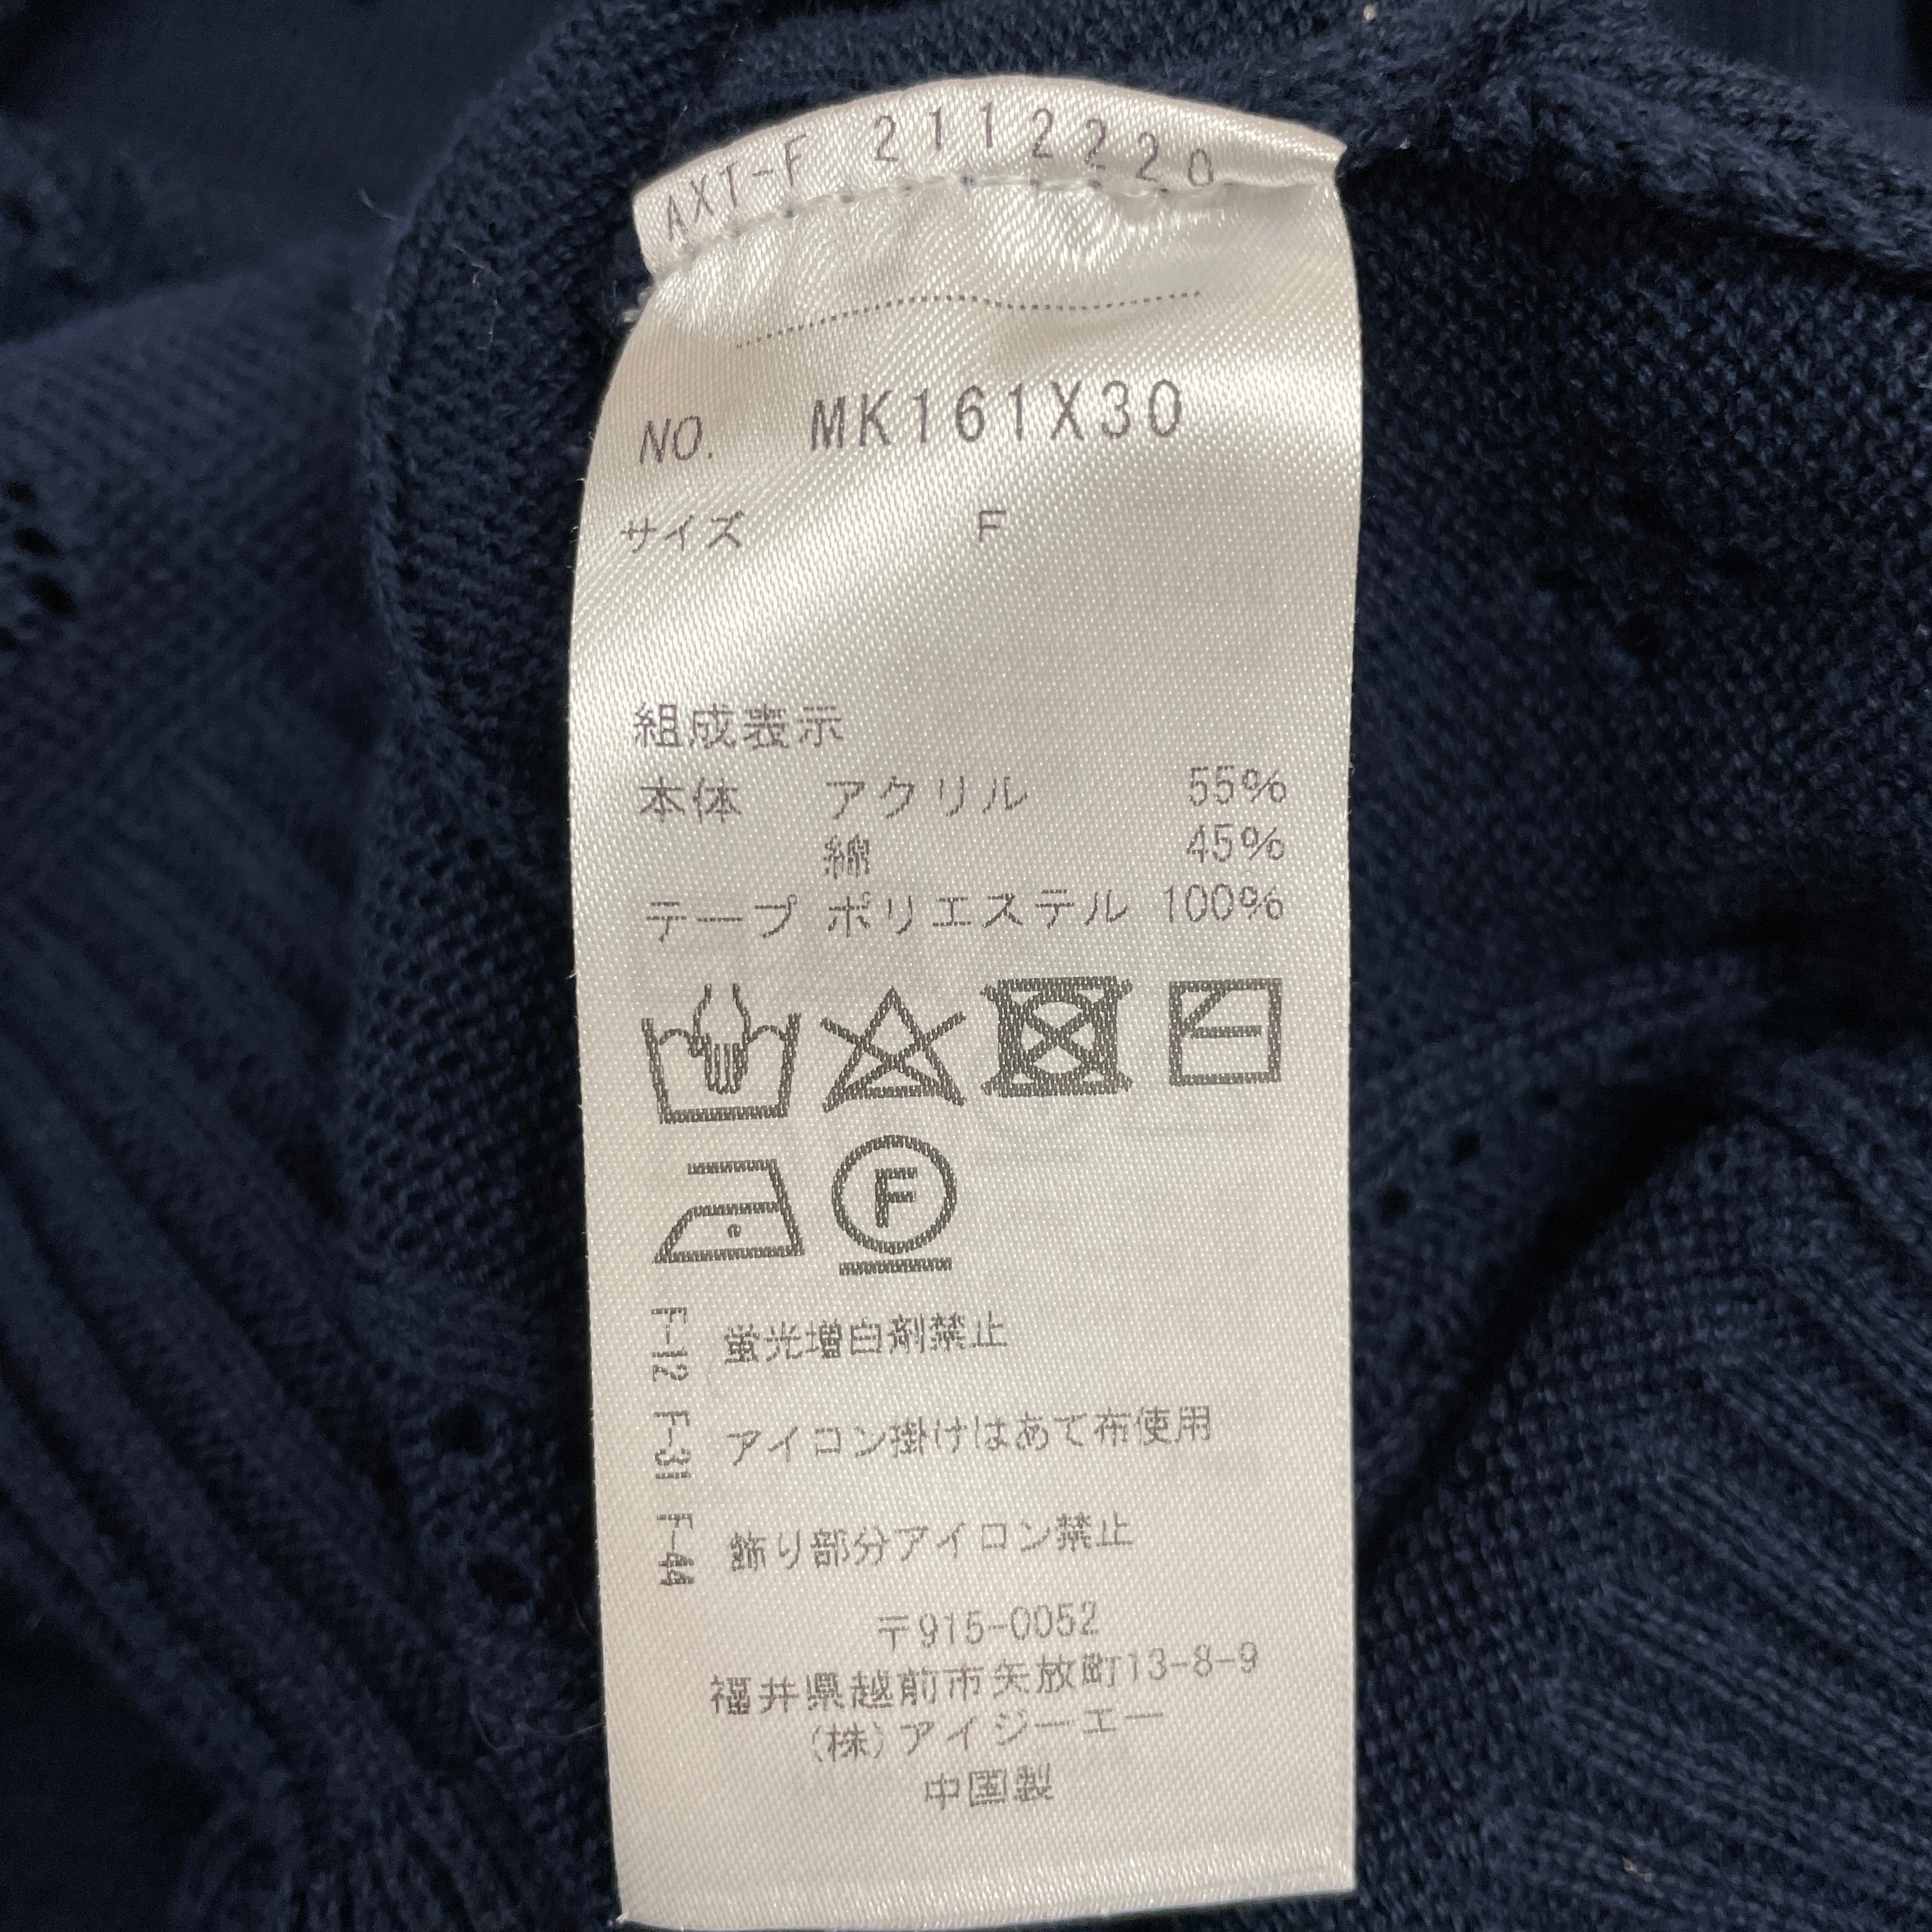 AXT-F 2112220
NO. MK161X30
サイズ F
組成表示
本体 アクリル 55%
綿 45%
テープ ポリエステル 100%
F
F-12 蛍光増白剤禁止
F-31 アイロン掛けはあて布使用
F-44 飾り部分アイロン禁止
〒915-0052
福井県越前市矢放町13-8-9
(株)アイジーエー
中国製